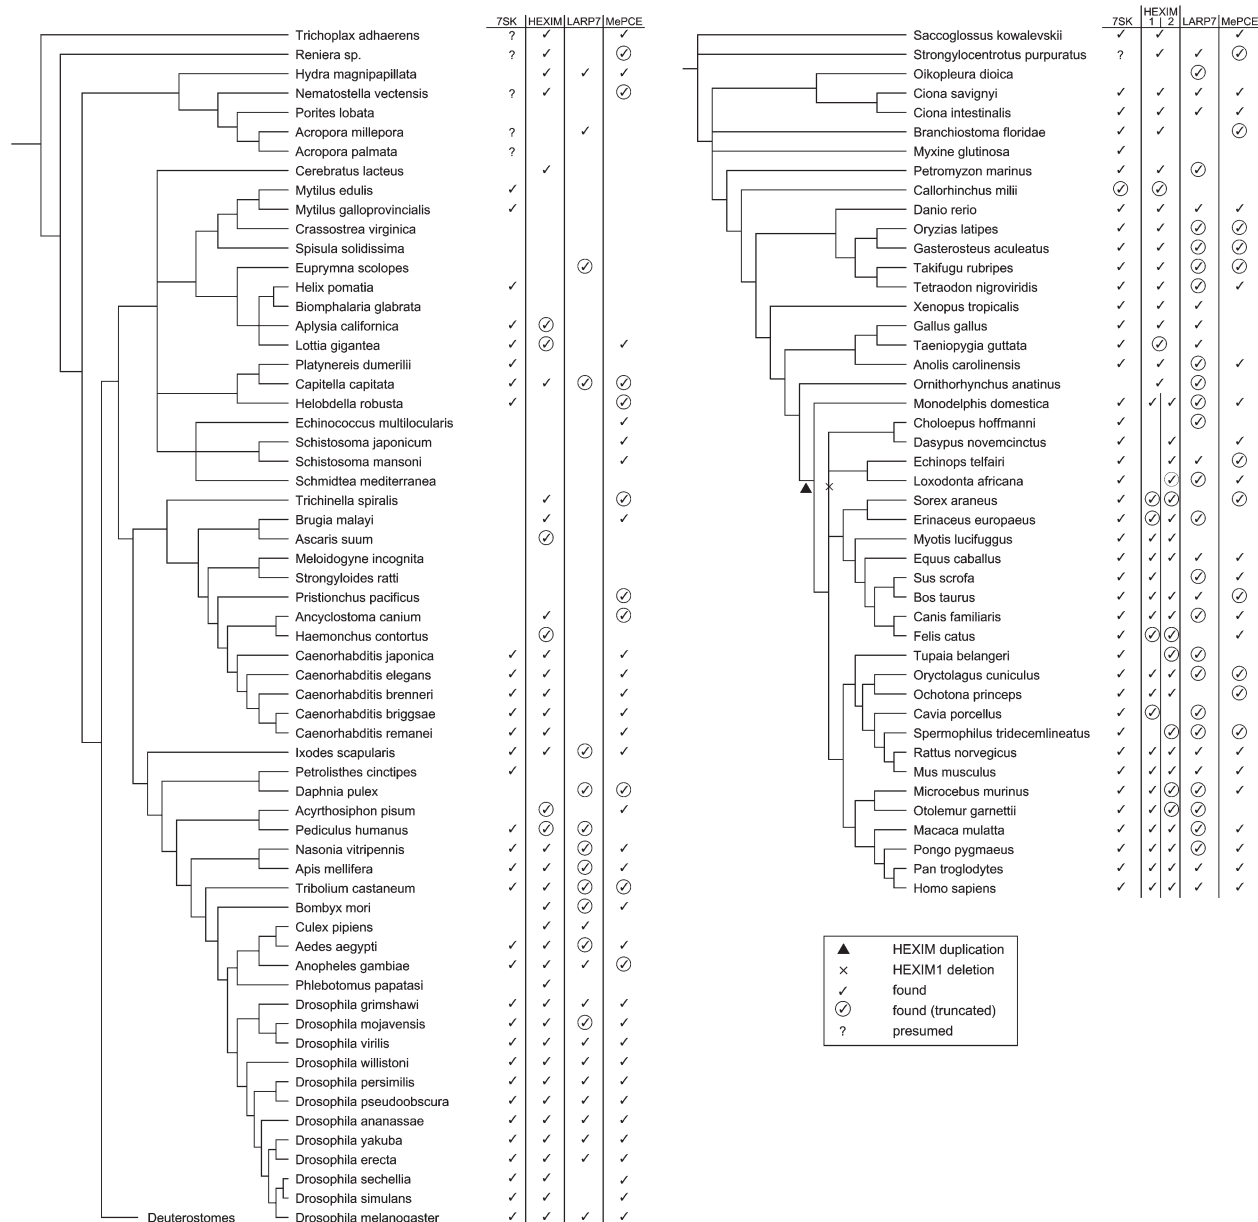 7SK HEXIM LARP7 MePCE
Trichoplax adhaerens ?
Reniera sp. ?
Hydra magnipapillata
Nematostella vectensis ?
Porites lobata
Acropora millepora ?
Acropora palmata ?
Cerebratus lacteus
Mytilus edulis
Mytilus galloprovincialis
Crassostrea virginica
Spisula solidissima
Euprymna scolopes
Helix pomatia
Biomphalaria glabrata
Aplysia californica
Lottia gigantea
Platynereis dumerilii
Capitella capitata
Helobdella robusta
Echinococcus multilocularis
Schistosoma japonicum
Schistosoma mansoni
Schmidtea mediterranea
Trichinella spiralis
Brugia malayi
Ascaris suum
Meloidogyne incognita
Strongyloides ratti
Pristionchus pacificus
Ancyclostoma canium
Haemonchus contortus
Caenorhabditis japonica
Caenorhabditis elegans
Caenorhabditis brenneri
Caenorhabditis briggsae
Caenorhabditis remanei
Ixodes scapularis
Petrolisthes cinctipes
Daphnia pulex
Acyrthosiphon pisum
Pediculus humanus
Nasonia vitripennis
Apis mellifera
Tribolium castaneum
Bombyx mori
Culex pipiens
Aedes aegypti
Anopheles gambiae
Phlebotomus papatasi
Drosophila grimshawi
Drosophila mojavensis
Drosophila virilis
Drosophila willistoni
Drosophila persimilis
Drosophila pseudoobscura
Drosophila ananassae
Drosophila yakuba
Drosophila erecta
Drosophila sechellia
Drosophila simulans
Drosophila melanogaster
Deuterostomes
HEXIM
7SK 1 2 LARP7 MePCE
Saccoglossus kowalevskii
Strongylocentrotus purpuratus ?
Oikopleura dioica
Ciona savignyi
Ciona intestinalis
Branchiostoma floridae
Myxine glutinosa
Petromyzon marinus
Callorhinchus milii
Danio rerio
Oryzias latipes
Gasterosteus aculeatus
Takifugu rubripes
Tetraodon nigroviridis
Xenopus tropicalis
Gallus gallus
Taeniopygia guttata
Anolis carolinensis
Ornithorhynchus anatinus
Monodelphis domestica
Choloepus hoffmanni
Dasypus novemcinctus
Echinops telfairi
Loxodonta africana
Sorex araneus
Erinaceus europaeus
Myotis lucifuggus
Equus caballus
Sus scrofa
Bos taurus
Canis familiaris
Felis catus
Tupaia belangeri
Oryctolagus cuniculus
Ochotona princeps
Cavia porcellus
Spermophilus tridecemlineatus
Rattus norvegicus
Mus musculus
Microcebus murinus
Otolemur garnettii
Macaca mulatta
Pongo pygmaeus
Pan troglodytes
Homo sapiens
HEXIM duplication
HEXIM1 deletion
found
found (truncated)
? presumed